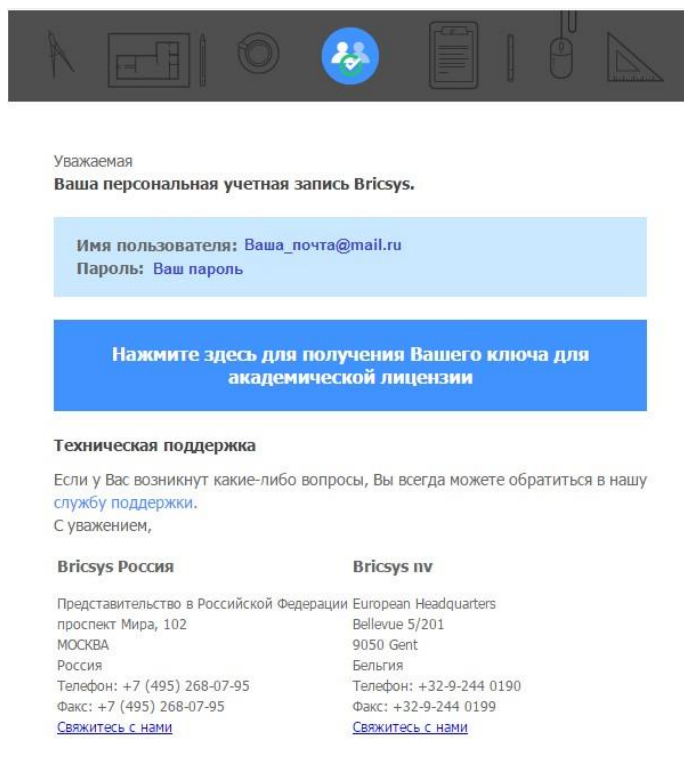 Уважаемая
Ваша персональная учетная запись Bricsys.
Имя пользователя: Ваша_почта@mail.ru
Пароль: Ваш пароль
Нажмите здесь для получения Вашего ключа для
академической лицензии
Техническая поддержка
Если у Вас возникнут какие-либо вопросы, Вы всегда можете обратиться в нашу
службу поддержки.
С уважением,
Bricsys Россия
Представительство в Российской Федерации
проспект Мира, 102
МОСКВА
Россия
Телефон: +7 (495) 268-07-95
Факс: +7 (495) 268-07-95
Свяжитесь с нами
Bricsys nv
European Headquarters
Bellevue 5/201
9050 Gent
Бельгия
Телефон: +32-9-244 0190
Факс: +32-9-244 0199
Свяжитесь с нами